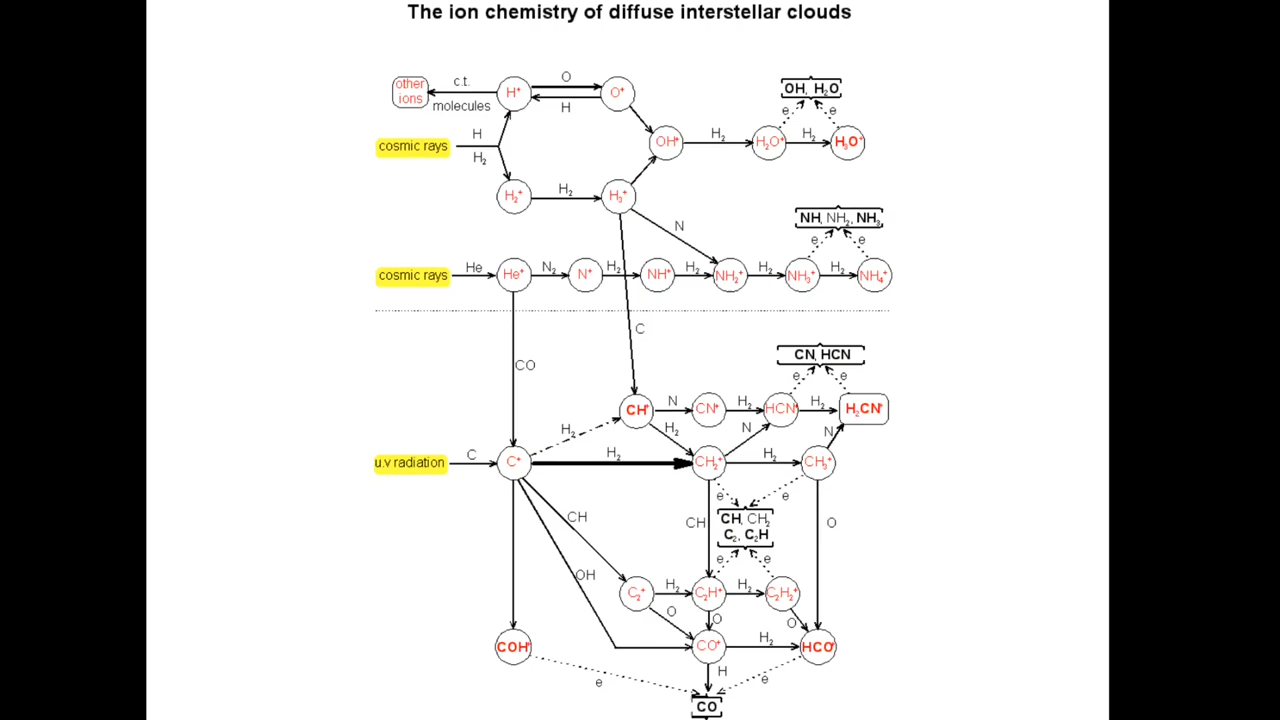 The ion chemistry of diffuse interstellar clouds
other
ions
c.t.
molecules
H⁺
O
H
O⁺
OH, H₂O
e
e
cosmic rays
H
H₂
OH⁺
H₂
H₂O⁺
H₂
H₃O⁺
H₂⁺
H₂
H₃⁺
N
NH, NH₂, NH₃
e
e
cosmic rays
He
He⁺
N₂
N⁺
H₂
NH⁺
H₂
NH₂⁺
H₂
NH₃⁺
H₂
NH₄⁺
C
CO
CN, HCN
e
e
CH⁺
N
CN⁺
H₂
HCN⁺
H₂
H₂CN⁺
H₂
H₂
N
N
u.v radiation
C
C⁺
H₂
CH₂⁺
H₂
CH₃⁺
e
e
CH
CH
CH, CH₂
C₂, C₂H
O
e
e
OH
C₂⁺
H₂
C₂H⁺
H₂
C₂H₂⁺
O
O
O
COH⁺
CO⁺
H₂
HCO⁺
e
H
e
CO